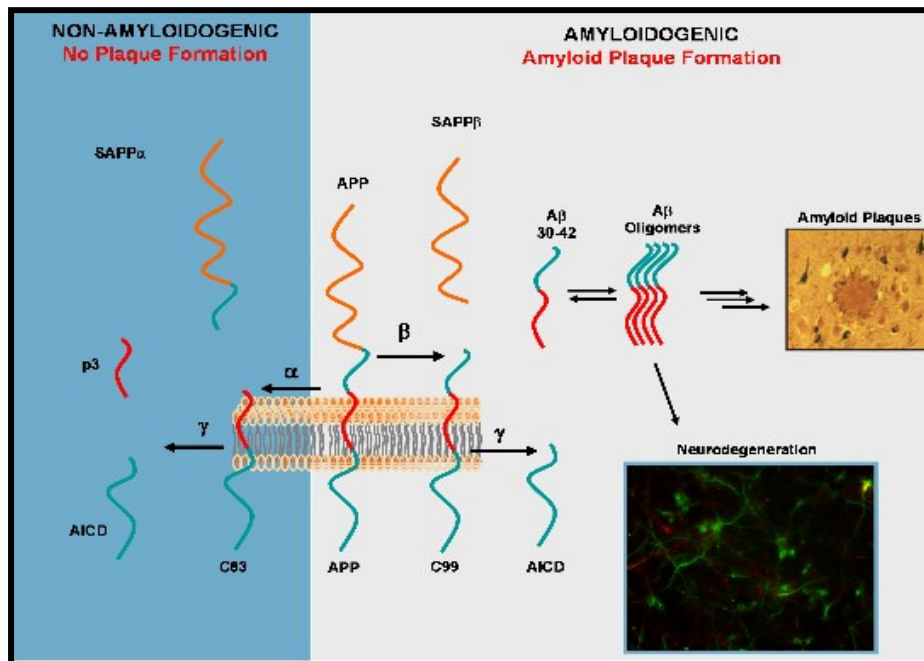 NON-AMYLOIDOGENIC
No Plaque Formation
AMYLOIDOGENIC
Amyloid Plaque Formation
SAPPα
APP
SAPPβ
Aβ
30-42
Aβ
Oligomers
Amyloid Plaques
p3
α
β
γ
γ
Neurodegeneration
AICD
C83
APP
C99
AICD